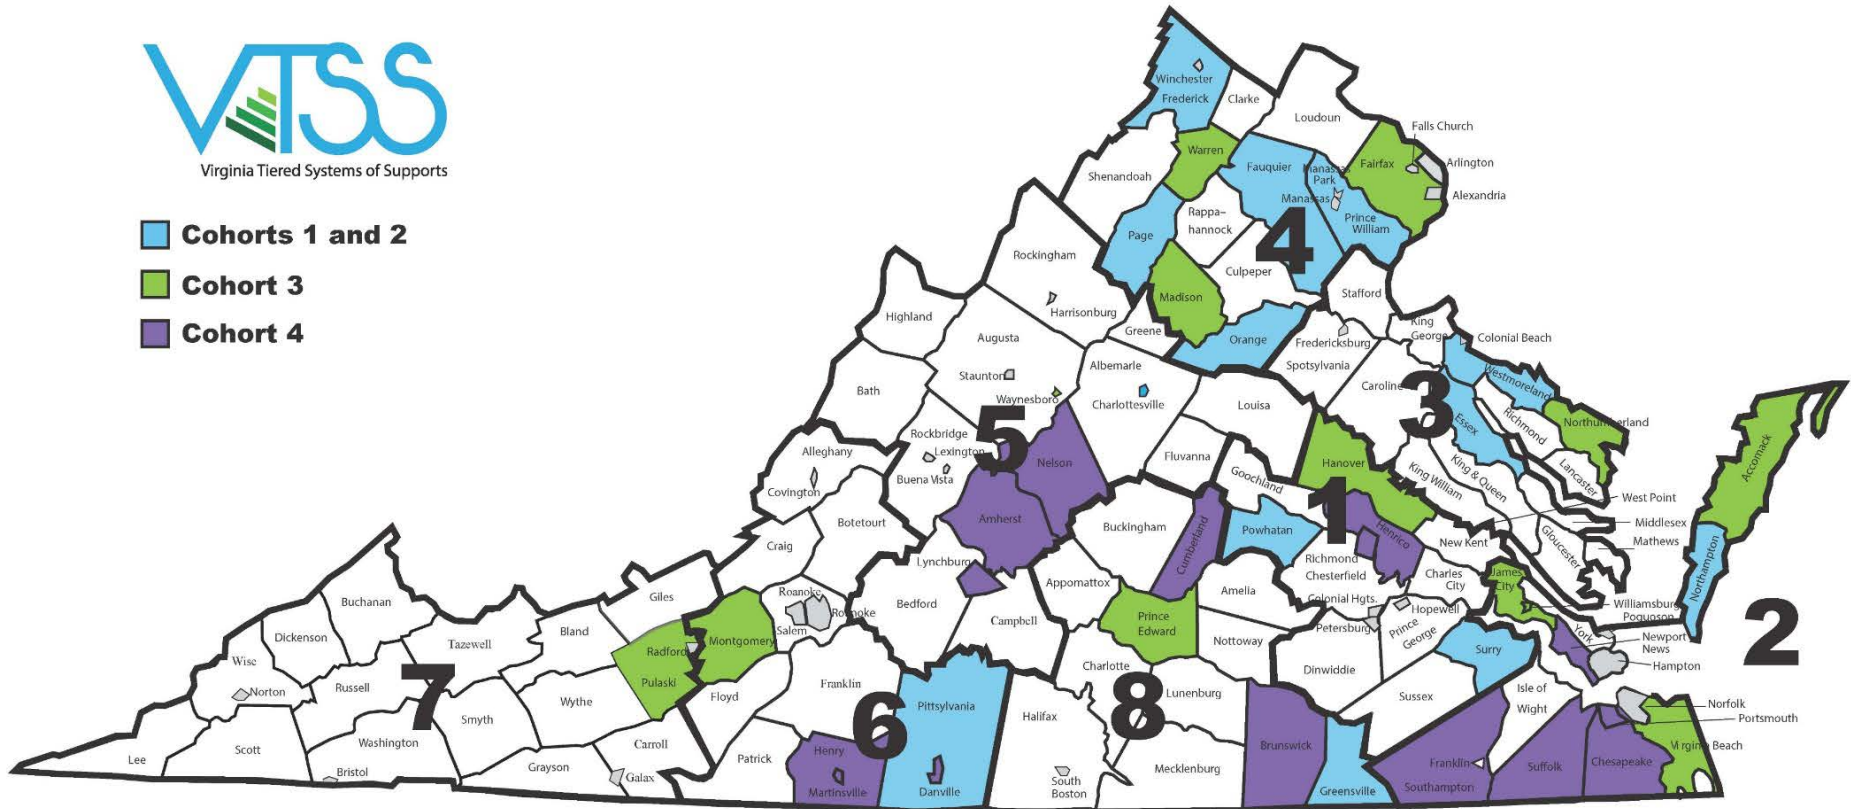 VTSS
Virginia Tiered Systems of Supports
Cohorts 1 and 2
Cohort 3
Cohort 4
Winchester
Frederick
Clarke
Loudoun
Falls Church
Arlington
Alexandria
Warren
Fauquier
Manassas
Park
Manassas
Fairfax
Prince
William
Shenandoah
Page
Rappa-
hannock
4
Culpeper
Madison
Stafford
Rockingham
Harrisonburg
Greene
Orange
Fredericksburg
Spotsylvania
King
George
Colonial Beach
Highland
Augusta
Staunton
Waynesboro
Albemarle
Charlottesville
Louisa
Caroline
3
Westmoreland
Essex
Richmond
Northumberland
Lancaster
Bath
5
Rockbridge
Lexington
Buena Vista
Nelson
Fluvanna
Goochland
Hanover
King William
King & Queen
West Point
Middlesex
Mathews
Gloucester
Accomack
Northampton
2
Alleghany
Covington
Botetourt
Craig
Amherst
Lynchburg
Buckingham
Cumberland
Powhatan
1
Henrico
Richmond
Chesterfield
New Kent
Charles
City
James
City
Williamsburg
Poquoson
York
Newport
News
Hampton
Norfolk
Portsmouth
Virginia Beach
Colonial Hgts.
Hopewell
Petersburg
Prince
George
Appomattox
Amelia
Prince
Edward
Nottoway
Dinwiddie
Surry
Sussex
Isle of
Wight
Bedford
Campbell
Charlotte
Lunenburg
8
Roanoke
Roanoke
Salem
Giles
Bland
Montgomery
Radford
Pulaski
Floyd
Franklin
6
Pittsylvania
Halifax
Buchanan
Dickenson
Tazewell
Wise
Norton
Russell
7
Smyth
Wythe
Carroll
Patrick
Henry
Martinsville
Danville
South
Boston
Mecklenburg
Brunswick
Greensville
Franklin
Southampton
Suffolk
Chesapeake
Lee
Scott
Washington
Bristol
Grayson
Galax